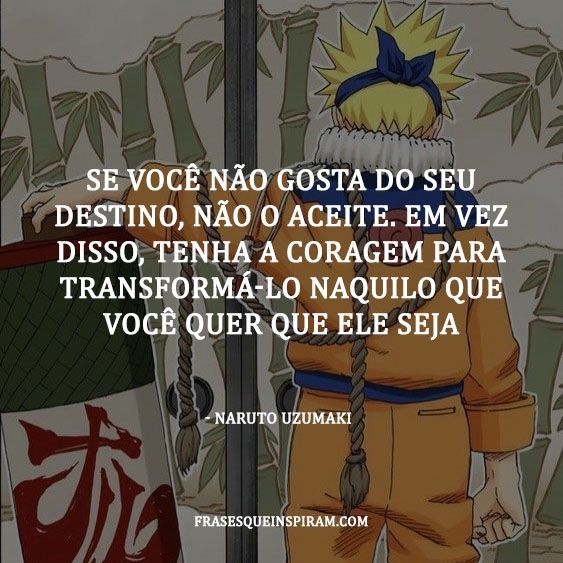 SE VOCÊ NÃO GOSTA DO SEU
DESTINO, NÃO O ACEITE. EM VEZ
DISSO, TENHA A CORAGEM PARA
TRANSFORMÁ-LO NAQUILO QUE
VOCÊ QUER QUE ELE SEJA
- NARUTO UZUMAKI
FRASESQUEINSPIRAM.COM